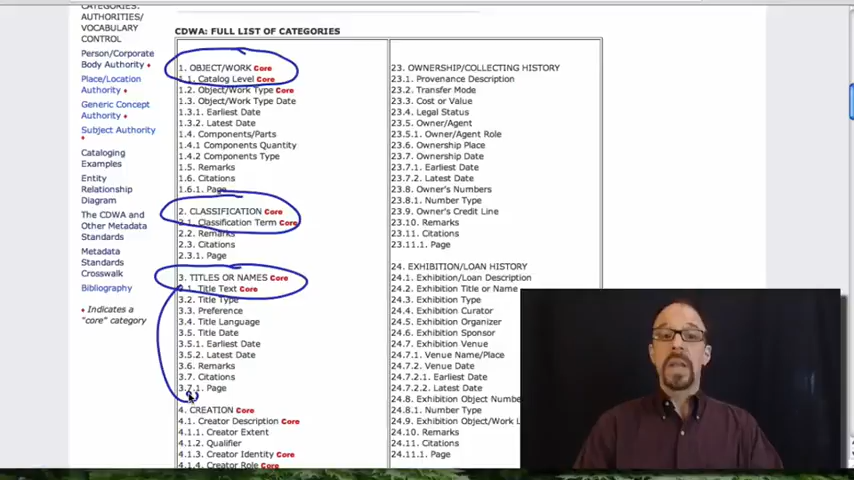 CATEGORIES:
AUTHORITIES/
VOCABULARY
CONTROL
Person/Corporate
Body Authority ♦
Place/Location
Authority ♦
Generic Concept
Authority ♦
Subject Authority
♦
Cataloging
Examples
Entity
Relationship
Diagram
The CDWA and
Other Metadata
Standards
Metadata
Standards
Crosswalk
Bibliography
♦ Indicates a
"core" category
CDWA: FULL LIST OF CATEGORIES
1. OBJECT/WORK Core
1.1. Catalog Level Core
1.2. Object/Work Type Core
1.3. Object/Work Type Date
1.3.1. Earliest Date
1.3.2. Latest Date
1.4. Components/Parts
1.4.1 Components Quantity
1.4.2 Components Type
1.5. Remarks
1.6. Citations
1.6.1. Page
2. CLASSIFICATION Core
2.1. Classification Term Core
2.2. Remarks
2.3. Citations
2.3.1. Page
3. TITLES OR NAMES Core
3.1. Title Text Core
3.2. Title Type
3.3. Preference
3.4. Title Language
3.5. Title Date
3.5.1. Earliest Date
3.5.2. Latest Date
3.6. Remarks
3.7. Citations
3.7.1. Page
4. CREATION Core
4.1. Creator Description Core
4.1.1. Creator Extent
4.1.2. Qualifier
4.1.3. Creator Identity Core
4.1.4. Creator Role Core
23. OWNERSHIP/COLLECTING HISTORY
23.1. Provenance Description
23.2. Transfer Mode
23.3. Cost or Value
23.4. Legal Status
23.5. Owner/Agent
23.5.1. Owner/Agent Role
23.6. Ownership Place
23.7. Ownership Date
23.7.1. Earliest Date
23.7.2. Latest Date
23.8. Owner's Numbers
23.8.1. Number Type
23.9. Owner's Credit Line
23.10. Remarks
23.11. Citations
23.11.1. Page
24. EXHIBITION/LOAN HISTORY
24.1. Exhibition/Loan Description
24.2. Exhibition Title or Name
24.3. Exhibition Type
24.4. Exhibition Curator
24.5. Exhibition Organizer
24.6. Exhibition Sponsor
24.7. Exhibition Venue
24.7.1. Venue Name/Place
24.7.2. Venue Date
24.7.2.1. Earliest Date
24.7.2.2. Latest Date
24.8. Exhibition Object Numbe
24.8.1. Number Type
24.9. Exhibition Object/Work L
24.10. Remarks
24.11. Citations
24.11.1. Page